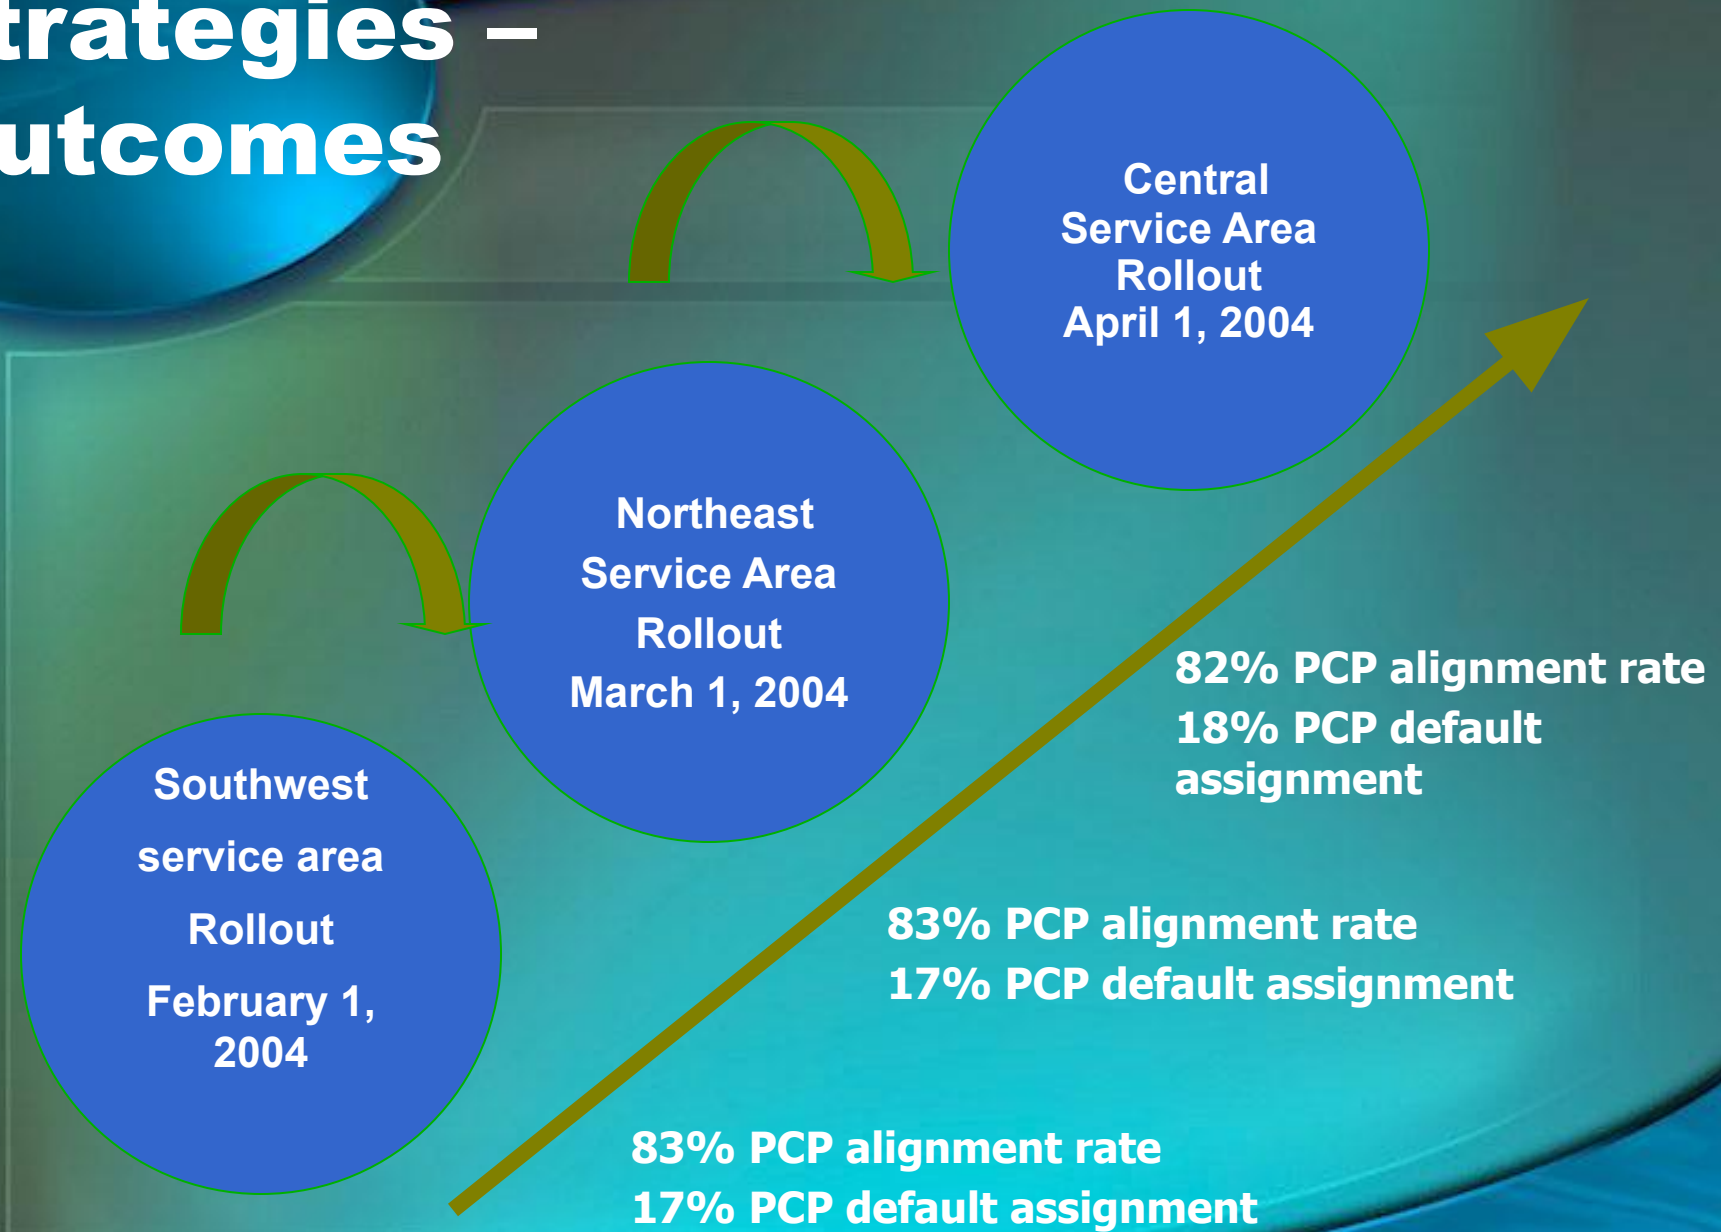 trategies –
utcomes
Central
Service Area
Rollout
April 1, 2004
Northeast
Service Area
Rollout
March 1, 2004
Southwest
service area
Rollout
February 1,
2004
82% PCP alignment rate
18% PCP default
assignment
83% PCP alignment rate
17% PCP default assignment
83% PCP alignment rate
17% PCP default assignment